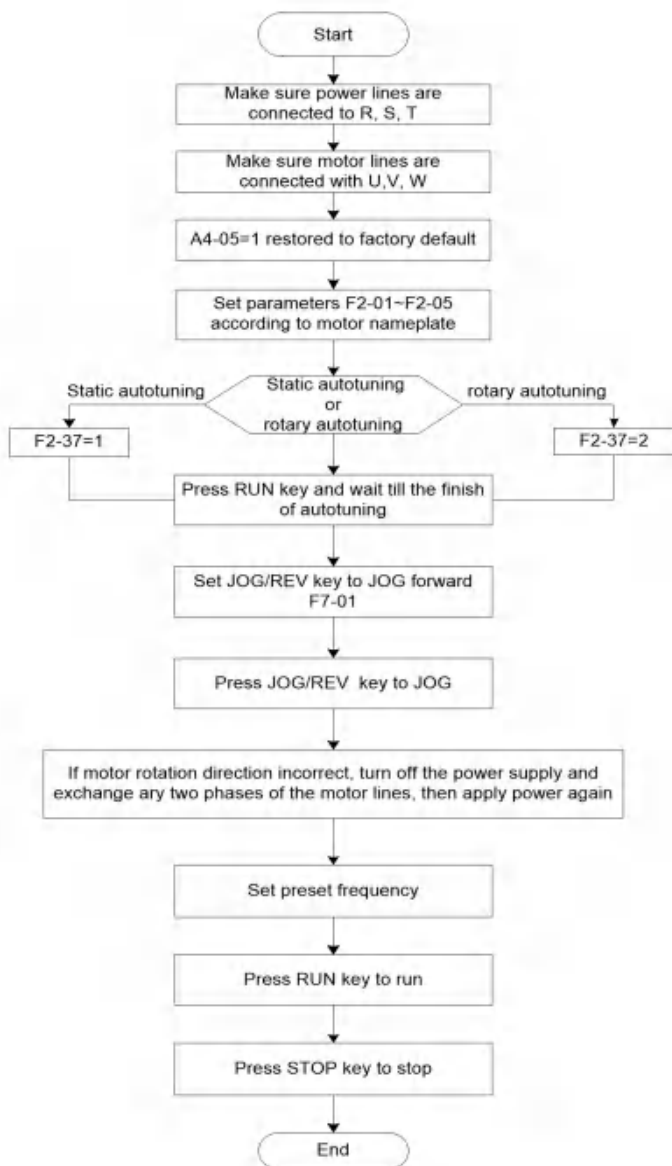 Start
Make sure power lines are
connected to R, S, T
Make sure motor lines are
connected with U,V, W
A4-05=1 restored to factory default
Set parameters F2-01~F2-05
according to motor nameplate
Static autotuning
Static autotuning
or
rotary autotuning
rotary autotuning
F2-37=1
F2-37=2
Press RUN key and wait till the finish
of autotuning
Set JOG/REV key to JOG forward
F7-01
Press JOG/REV key to JOG
If motor rotation direction incorrect, turn off the power supply and
exchange ary two phases of the motor lines, then apply power again
Set preset frequency
Press RUN key to run
Press STOP key to stop
End